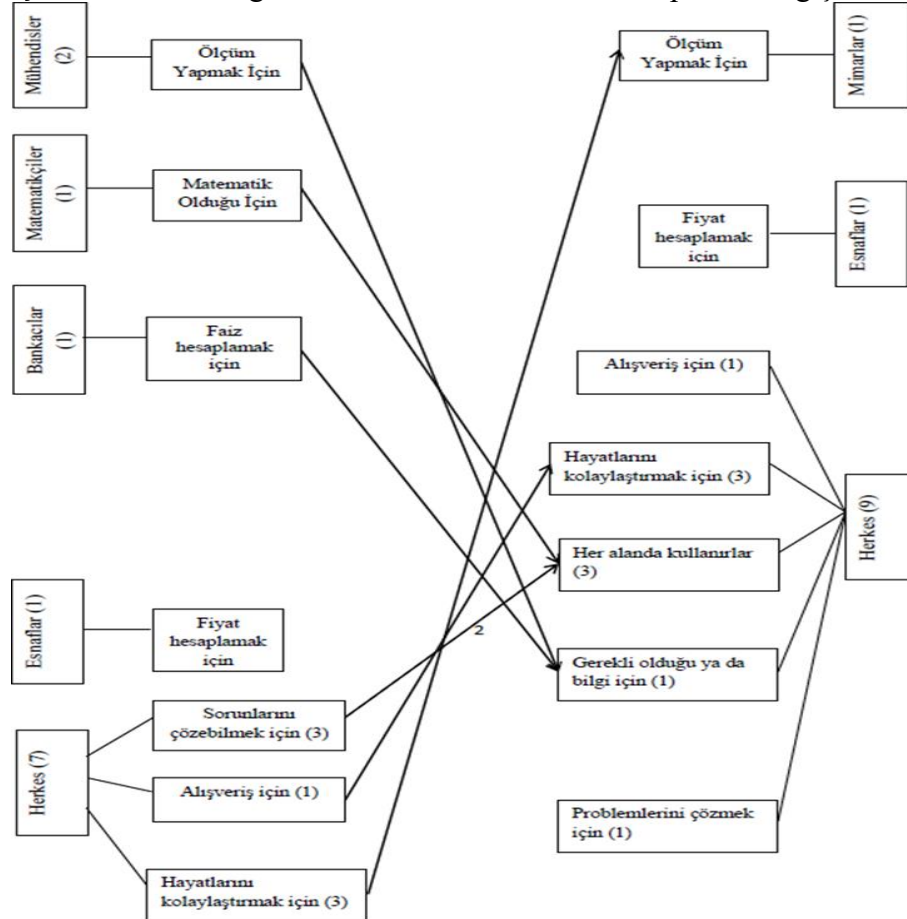 Mühendisler
(2)
Ölçüm
Yapmak İçin
Matematikçiler
(1)
Matematik
Olduğu İçin
Bankacılar
(1)
Faiz
hesaplamak
için
Esnaflar (1)
Fiyat
hesaplamak
için
Herkes (7)
Sorunlarını
çözebilmek için (3)
Alışveriş için (1)
Hayatlarını
kolaylaştırmak için (3)
2
Ölçüm
Yapmak İçin
Mimarlar (1)
Fiyat
hesaplamak
için
Esnaflar (1)
Alışveriş için (1)
Hayatlarını
kolaylaştırmak için (3)
Her alanda kullanırlar
(3)
Gerekli olduğu ya da
bilgi için (1)
Problemlerini çözmek
için (1)
Herkes (9)